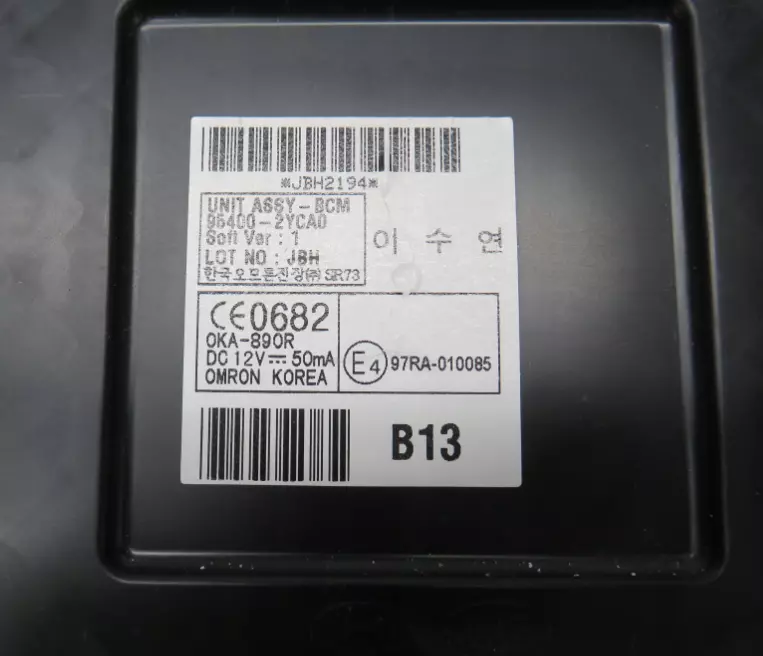 *JBH2194*
UNIT ASSY-BCM
95400-2YCA0
Soft Ver : 1
LOT NO : JBH
한국오므론전장㈜ SR73
이 수 연
CE0682
OKA-890R
DC 12V⎓50mA
OMRON KOREA
E4 97RA-010085
B13